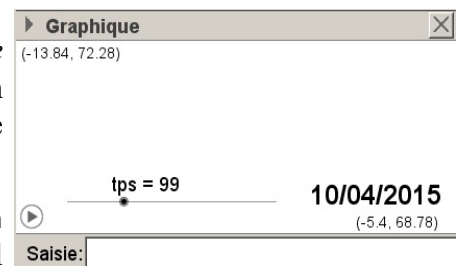 Graphique
(-13.84, 72.28)
tps = 99
10/04/2015
(-5.4, 68.78)
Saisie: